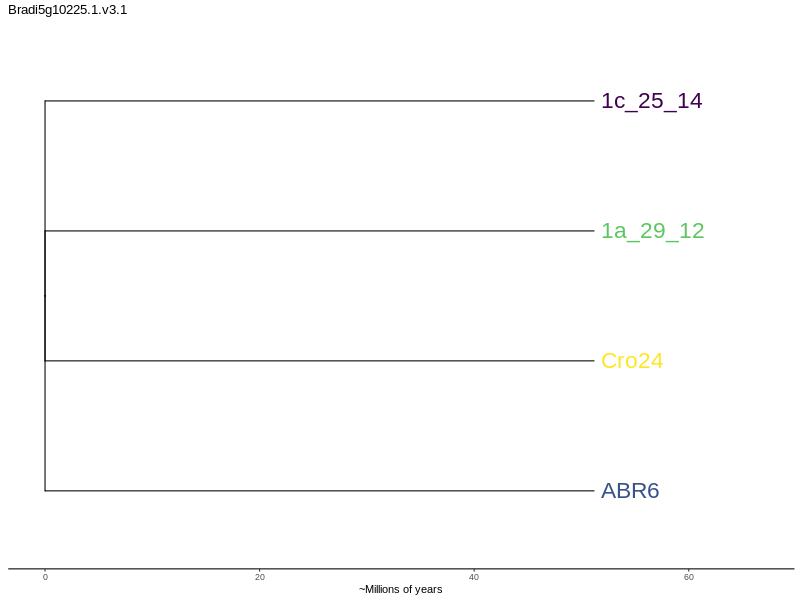 Bradi5g10225.1.v3.1
1c_25_14
1a_29_12
Cro24
ABR6
0 20 40 60
~Millions of years